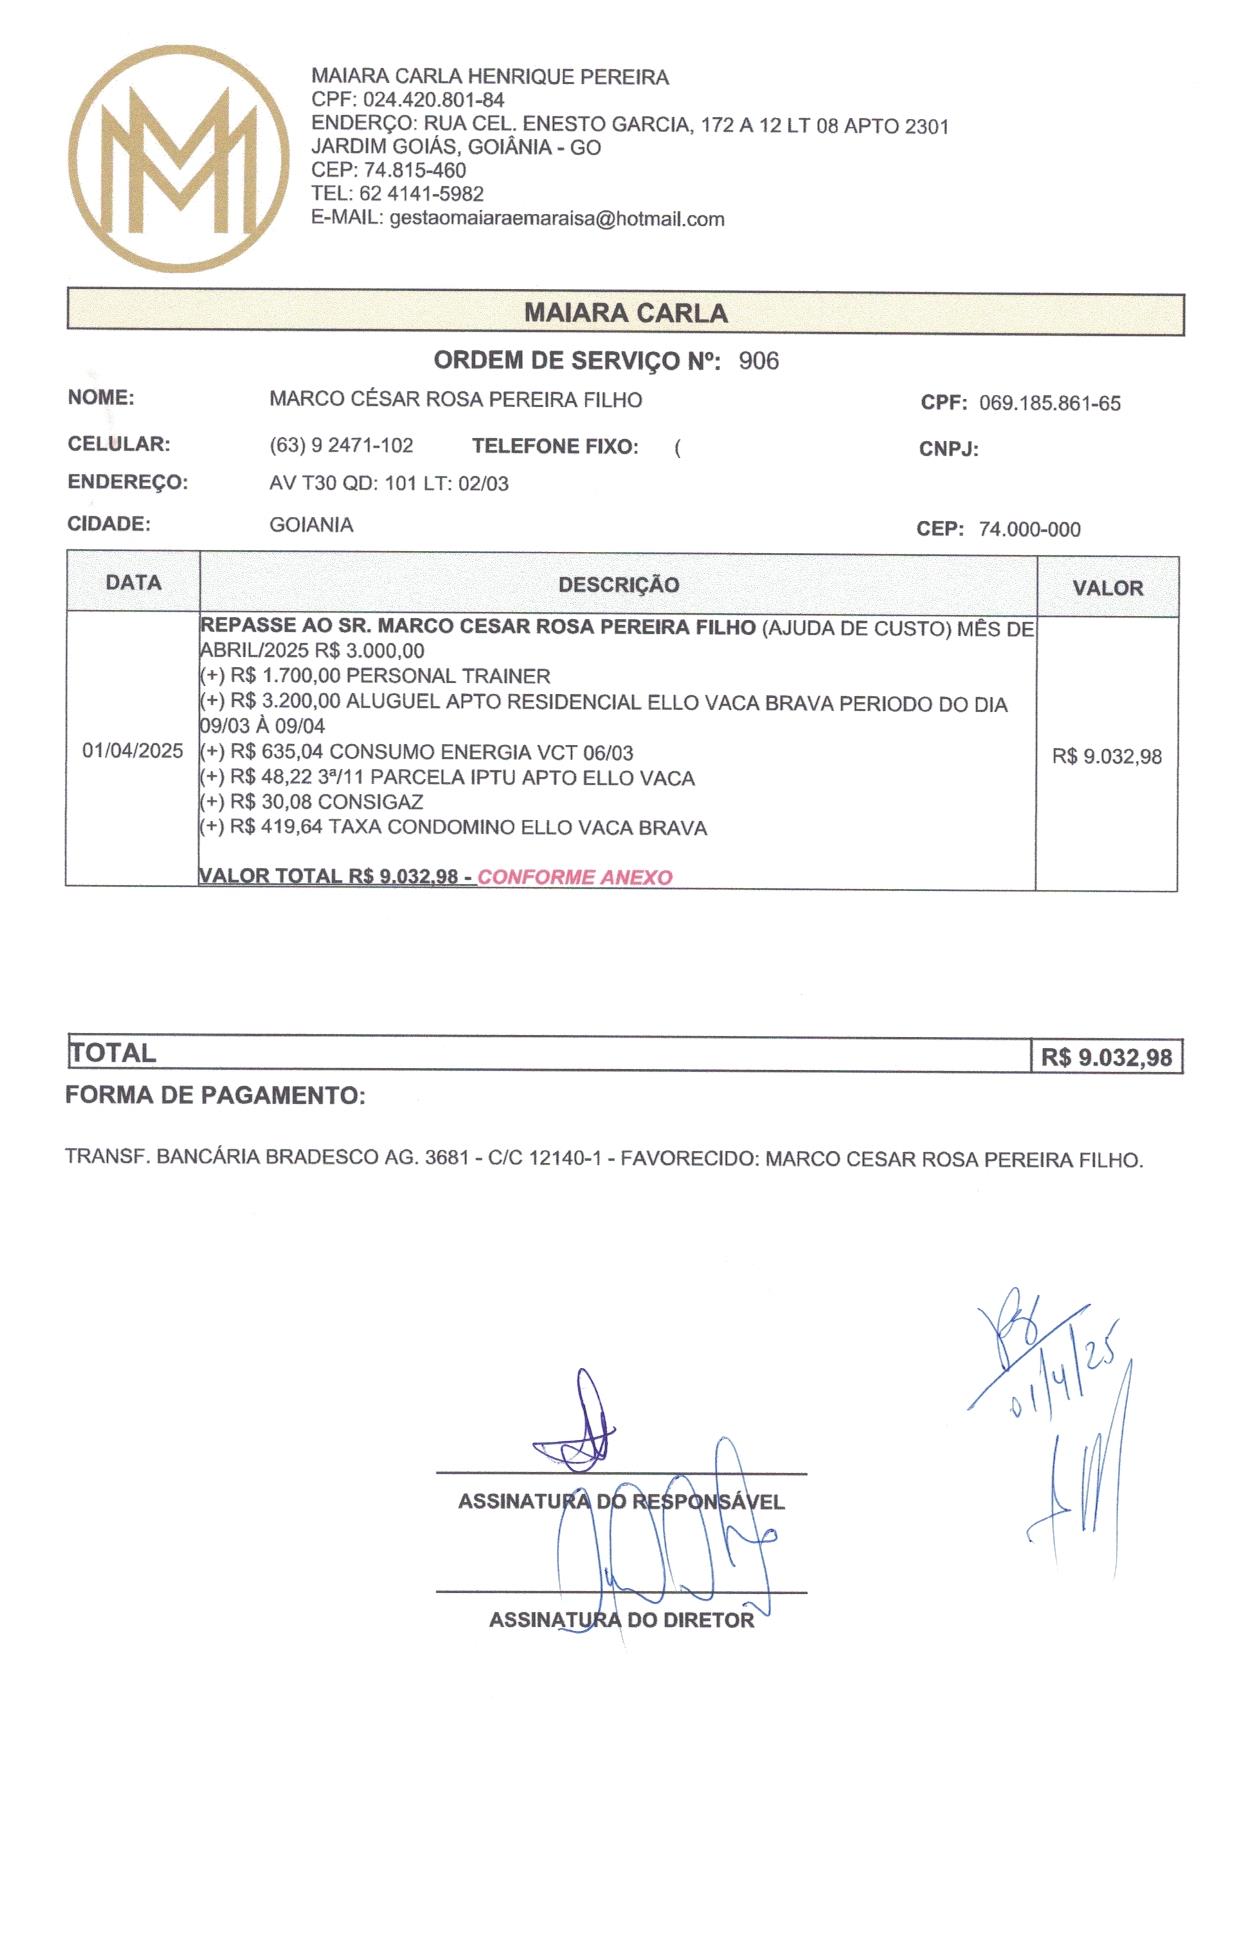 MM
MAIARA CARLA HENRIQUE PEREIRA
CPF: 024.420.801-84
ENDERÇO: RUA CEL. ENESTO GARCIA, 172 A 12 LT 08 APTO 2301
JARDIM GOIÁS, GOIÂNIA - GO
CEP: 74.815-460
TEL: 62 4141-5982
E-MAIL: gestaomaiaraemaraisa@hotmail.com
MAIARA CARLA
ORDEM DE SERVIÇO Nº: 906
NOME: MARCO CÉSAR ROSA PEREIRA FILHO CPF: 069.185.861-65
CELULAR: (63) 9 2471-102 TELEFONE FIXO: ( CNPJ:
ENDEREÇO: AV T30 QD: 101 LT: 02/03
CIDADE: GOIANIA CEP: 74.000-000
DATA DESCRIÇÃO VALOR
REPASSE AO SR. MARCO CESAR ROSA PEREIRA FILHO (AJUDA DE CUSTO) MÊS DE
ABRIL/2025 R$ 3.000,00
(+) R$ 1.700,00 PERSONAL TRAINER
(+) R$ 3.200,00 ALUGUEL APTO RESIDENCIAL ELLO VACA BRAVA PERIODO DO DIA
09/03 À 09/04
01/04/2025 (+) R$ 635,04 CONSUMO ENERGIA VCT 06/03 R$ 9.032,98
(+) R$ 48,22 3ª/11 PARCELA IPTU APTO ELLO VACA
(+) R$ 30,08 CONSIGAZ
(+) R$ 419,64 TAXA CONDOMINO ELLO VACA BRAVA
VALOR TOTAL R$ 9.032,98 - CONFORME ANEXO
TOTAL R$ 9.032,98
FORMA DE PAGAMENTO:
TRANSF. BANCÁRIA BRADESCO AG. 3681 - C/C 12140-1 - FAVORECIDO: MARCO CESAR ROSA PEREIRA FILHO.
01/4/25
ASSINATURA DO RESPONSÁVEL
ASSINATURA DO DIRETOR